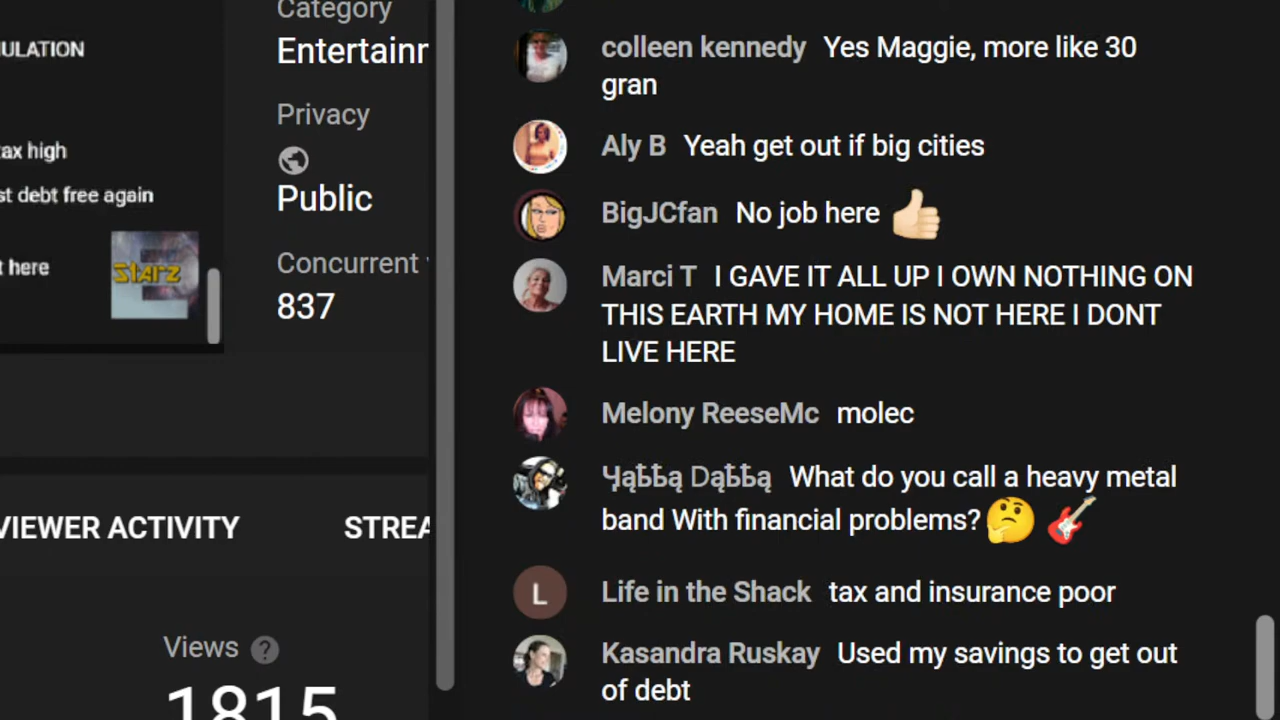 Category
ULATION
Entertainr
Privacy
ax high
Public
st debt free again
Concurrent
t here
starz
837
VIEWER ACTIVITY
STREA
Views ?
1815
colleen kennedy Yes Maggie, more like 30
gran
Aly B Yeah get out if big cities
BigJCfan No job here 👍🏼
Marci T I GAVE IT ALL UP I OWN NOTHING ON
THIS EARTH MY HOME IS NOT HERE I DONT
LIVE HERE
Melony ReeseMc molec
Ӌąҍҍą Dąҍҍą What do you call a heavy metal
band With financial problems?🤔 🎸
L
Life in the Shack tax and insurance poor
Kasandra Ruskay Used my savings to get out
of debt